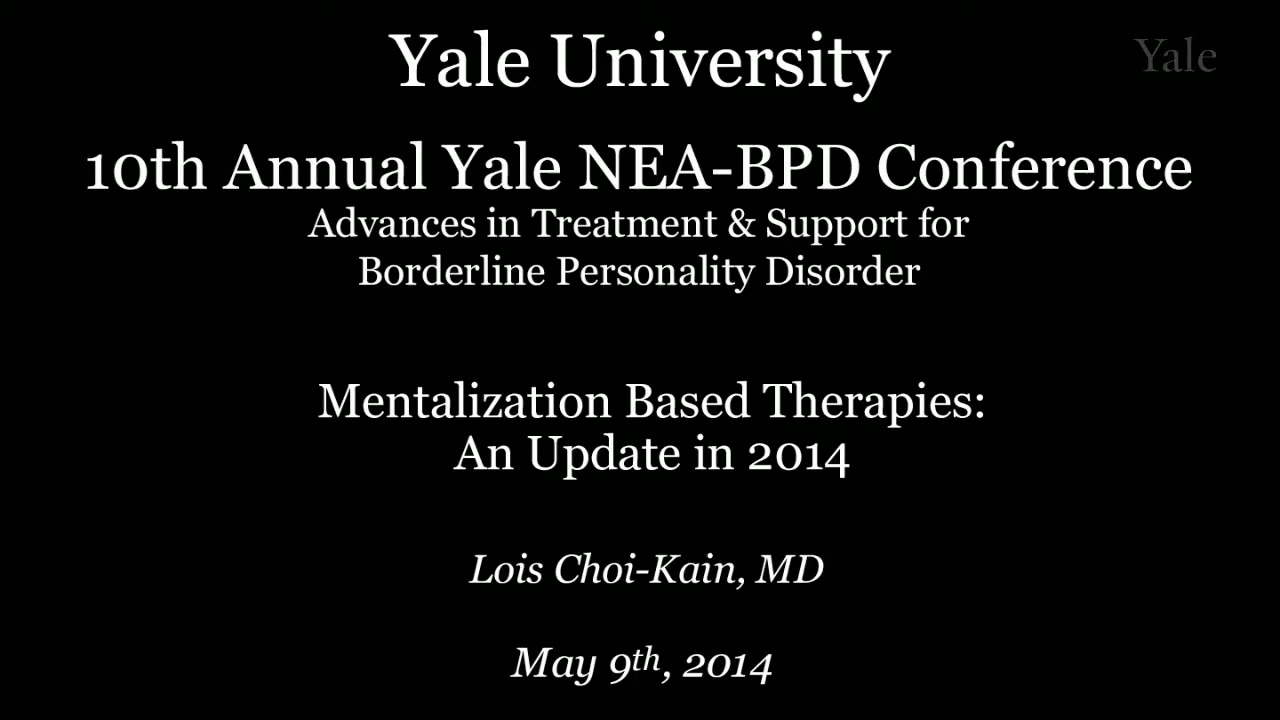 Yale University
Yale
10th Annual Yale NEA-BPD Conference
Advances in Treatment & Support for
Borderline Personality Disorder
Mentalization Based Therapies:
An Update in 2014
Lois Choi-Kain, MD
May 9th, 2014